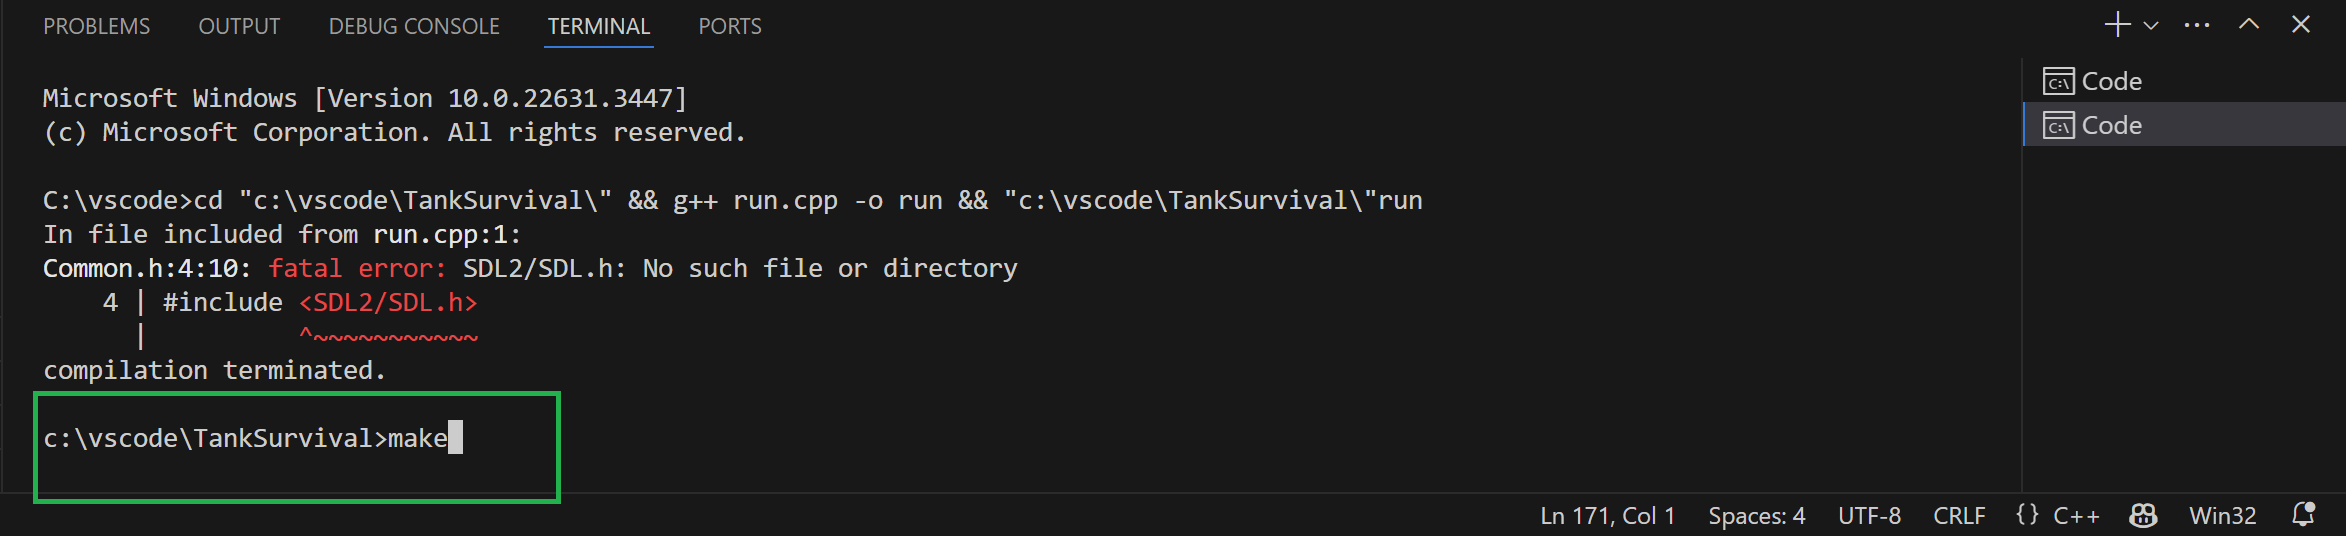 PROBLEMS OUTPUT DEBUG CONSOLE TERMINAL PORTS
Microsoft Windows [Version 10.0.22631.3447]
(c) Microsoft Corporation. All rights reserved.
C:\vscode>cd "c:\vscode\TankSurvival\" && g++ run.cpp -o run && "c:\vscode\TankSurvival\"run
In file included from run.cpp:1:
Common.h:4:10: fatal error: SDL2/SDL.h: No such file or directory
    4 | #include <SDL2/SDL.h>
      |          ^~~~~~~~~~~~
compilation terminated.
c:\vscode\TankSurvival>make
C:\ Code
C:\ Code
Ln 171, Col 1 Spaces: 4 UTF-8 CRLF {} C++ Win32